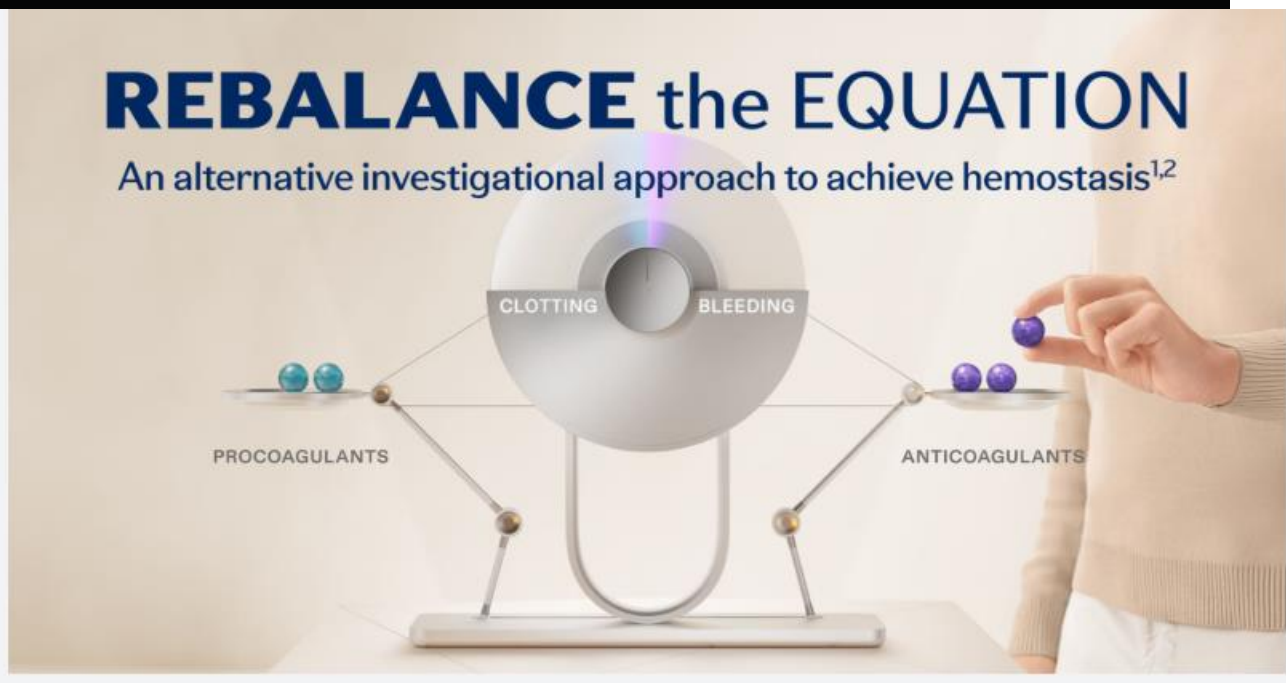 REBALANCE the EQUATION
An alternative investigational approach to achieve hemostasis1,2
CLOTTING BLEEDING
PROCOAGULANTS
ANTICOAGULANTS